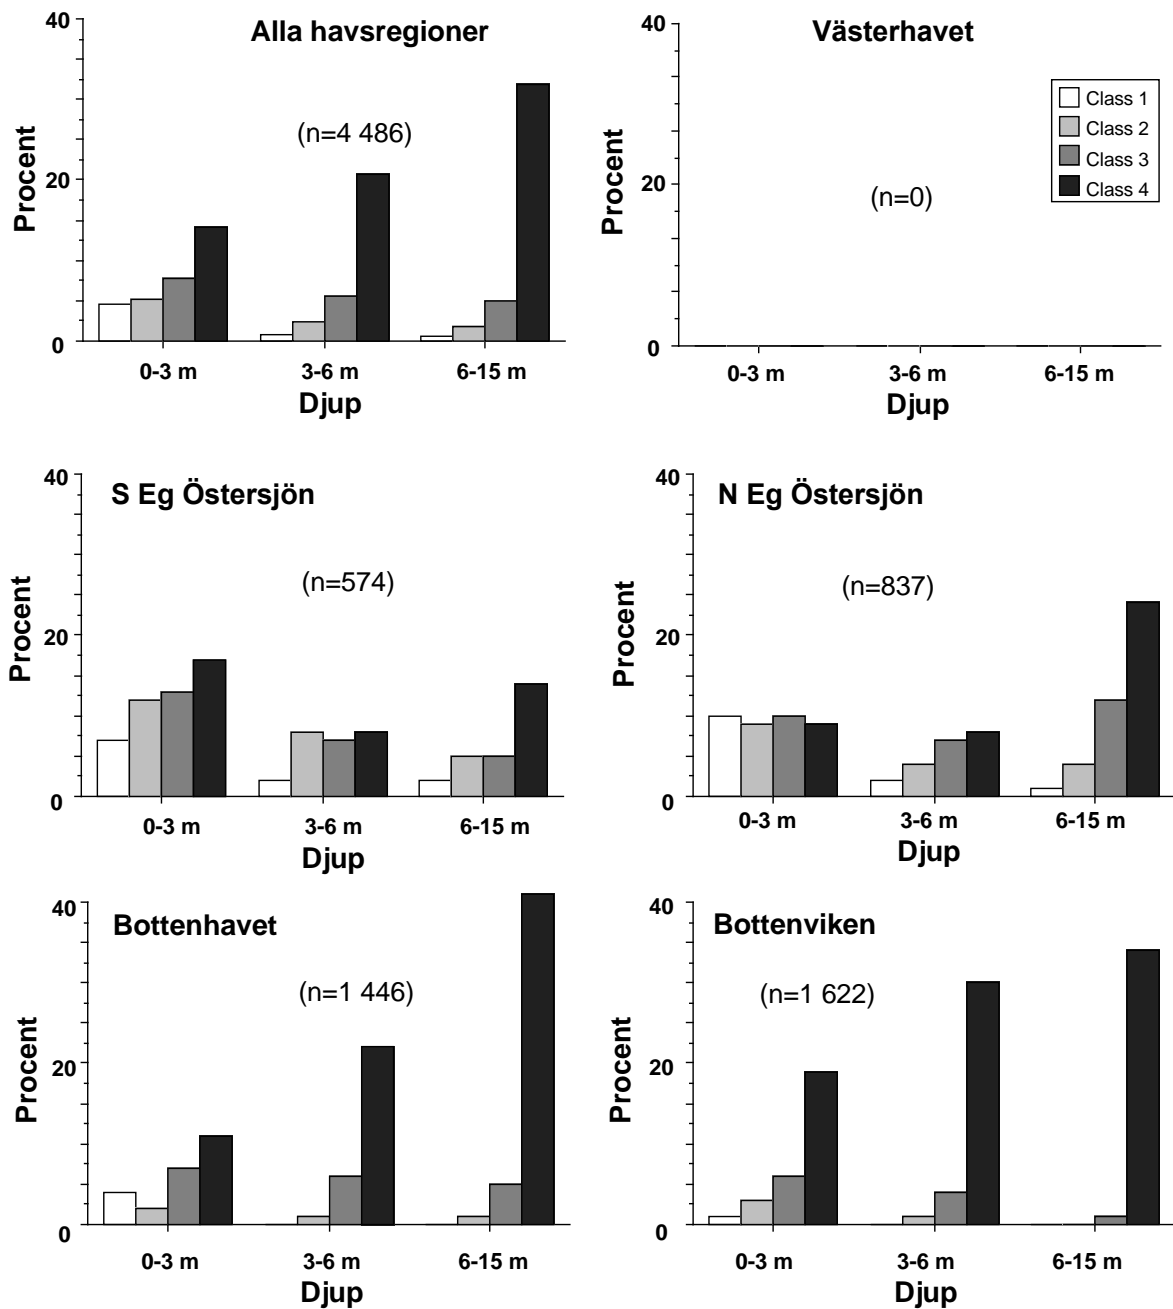 Alla havsregioner
(n=4 486)
Procent
40
20
0
0-3 m 3-6 m 6-15 m
Djup
Västerhavet
(n=0)
Class 1
Class 2
Class 3
Class 4
Procent
40
20
0
0-3 m 3-6 m 6-15 m
Djup
S Eg Östersjön
(n=574)
Procent
40
20
0
0-3 m 3-6 m 6-15 m
Djup
N Eg Östersjön
(n=837)
Procent
40
20
0
0-3 m 3-6 m 6-15 m
Djup
Bottenhavet
(n=1 446)
Procent
40
20
0
0-3 m 3-6 m 6-15 m
Djup
Bottenviken
(n=1 622)
Procent
40
20
0
0-3 m 3-6 m 6-15 m
Djup